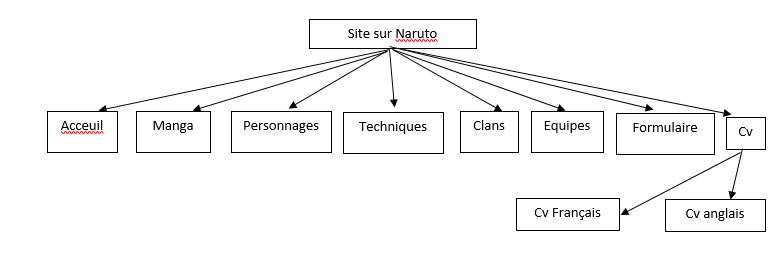 Site sur Naruto
Acceuil
Manga
Personnages
Techniques
Clans
Equipes
Formulaire
Cv
Cv Français
Cv anglais